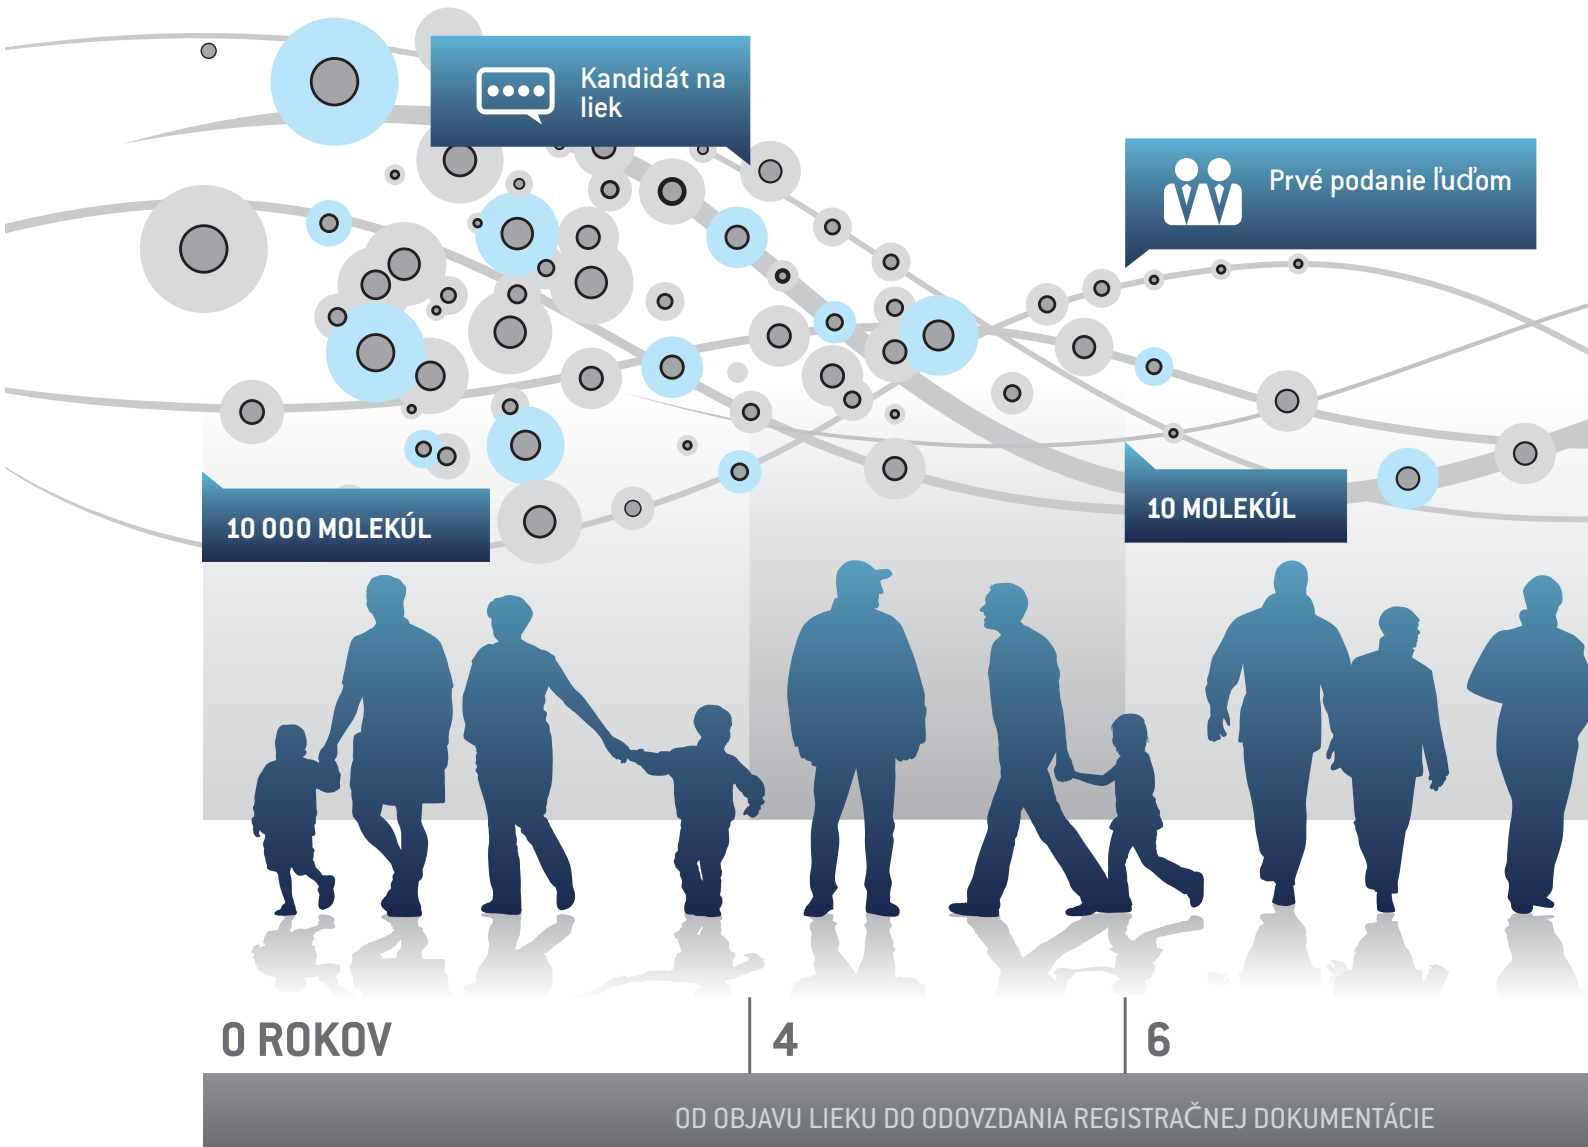 Kandidát na
liek
Prvé podanie ľuďom
10 000 MOLEKÚL
10 MOLEKÚL
0 ROKOV
4
6
OD OBJAVU LIEKU DO ODOVZDANIA REGISTRAČNEJ DOKUMENTÁCIE